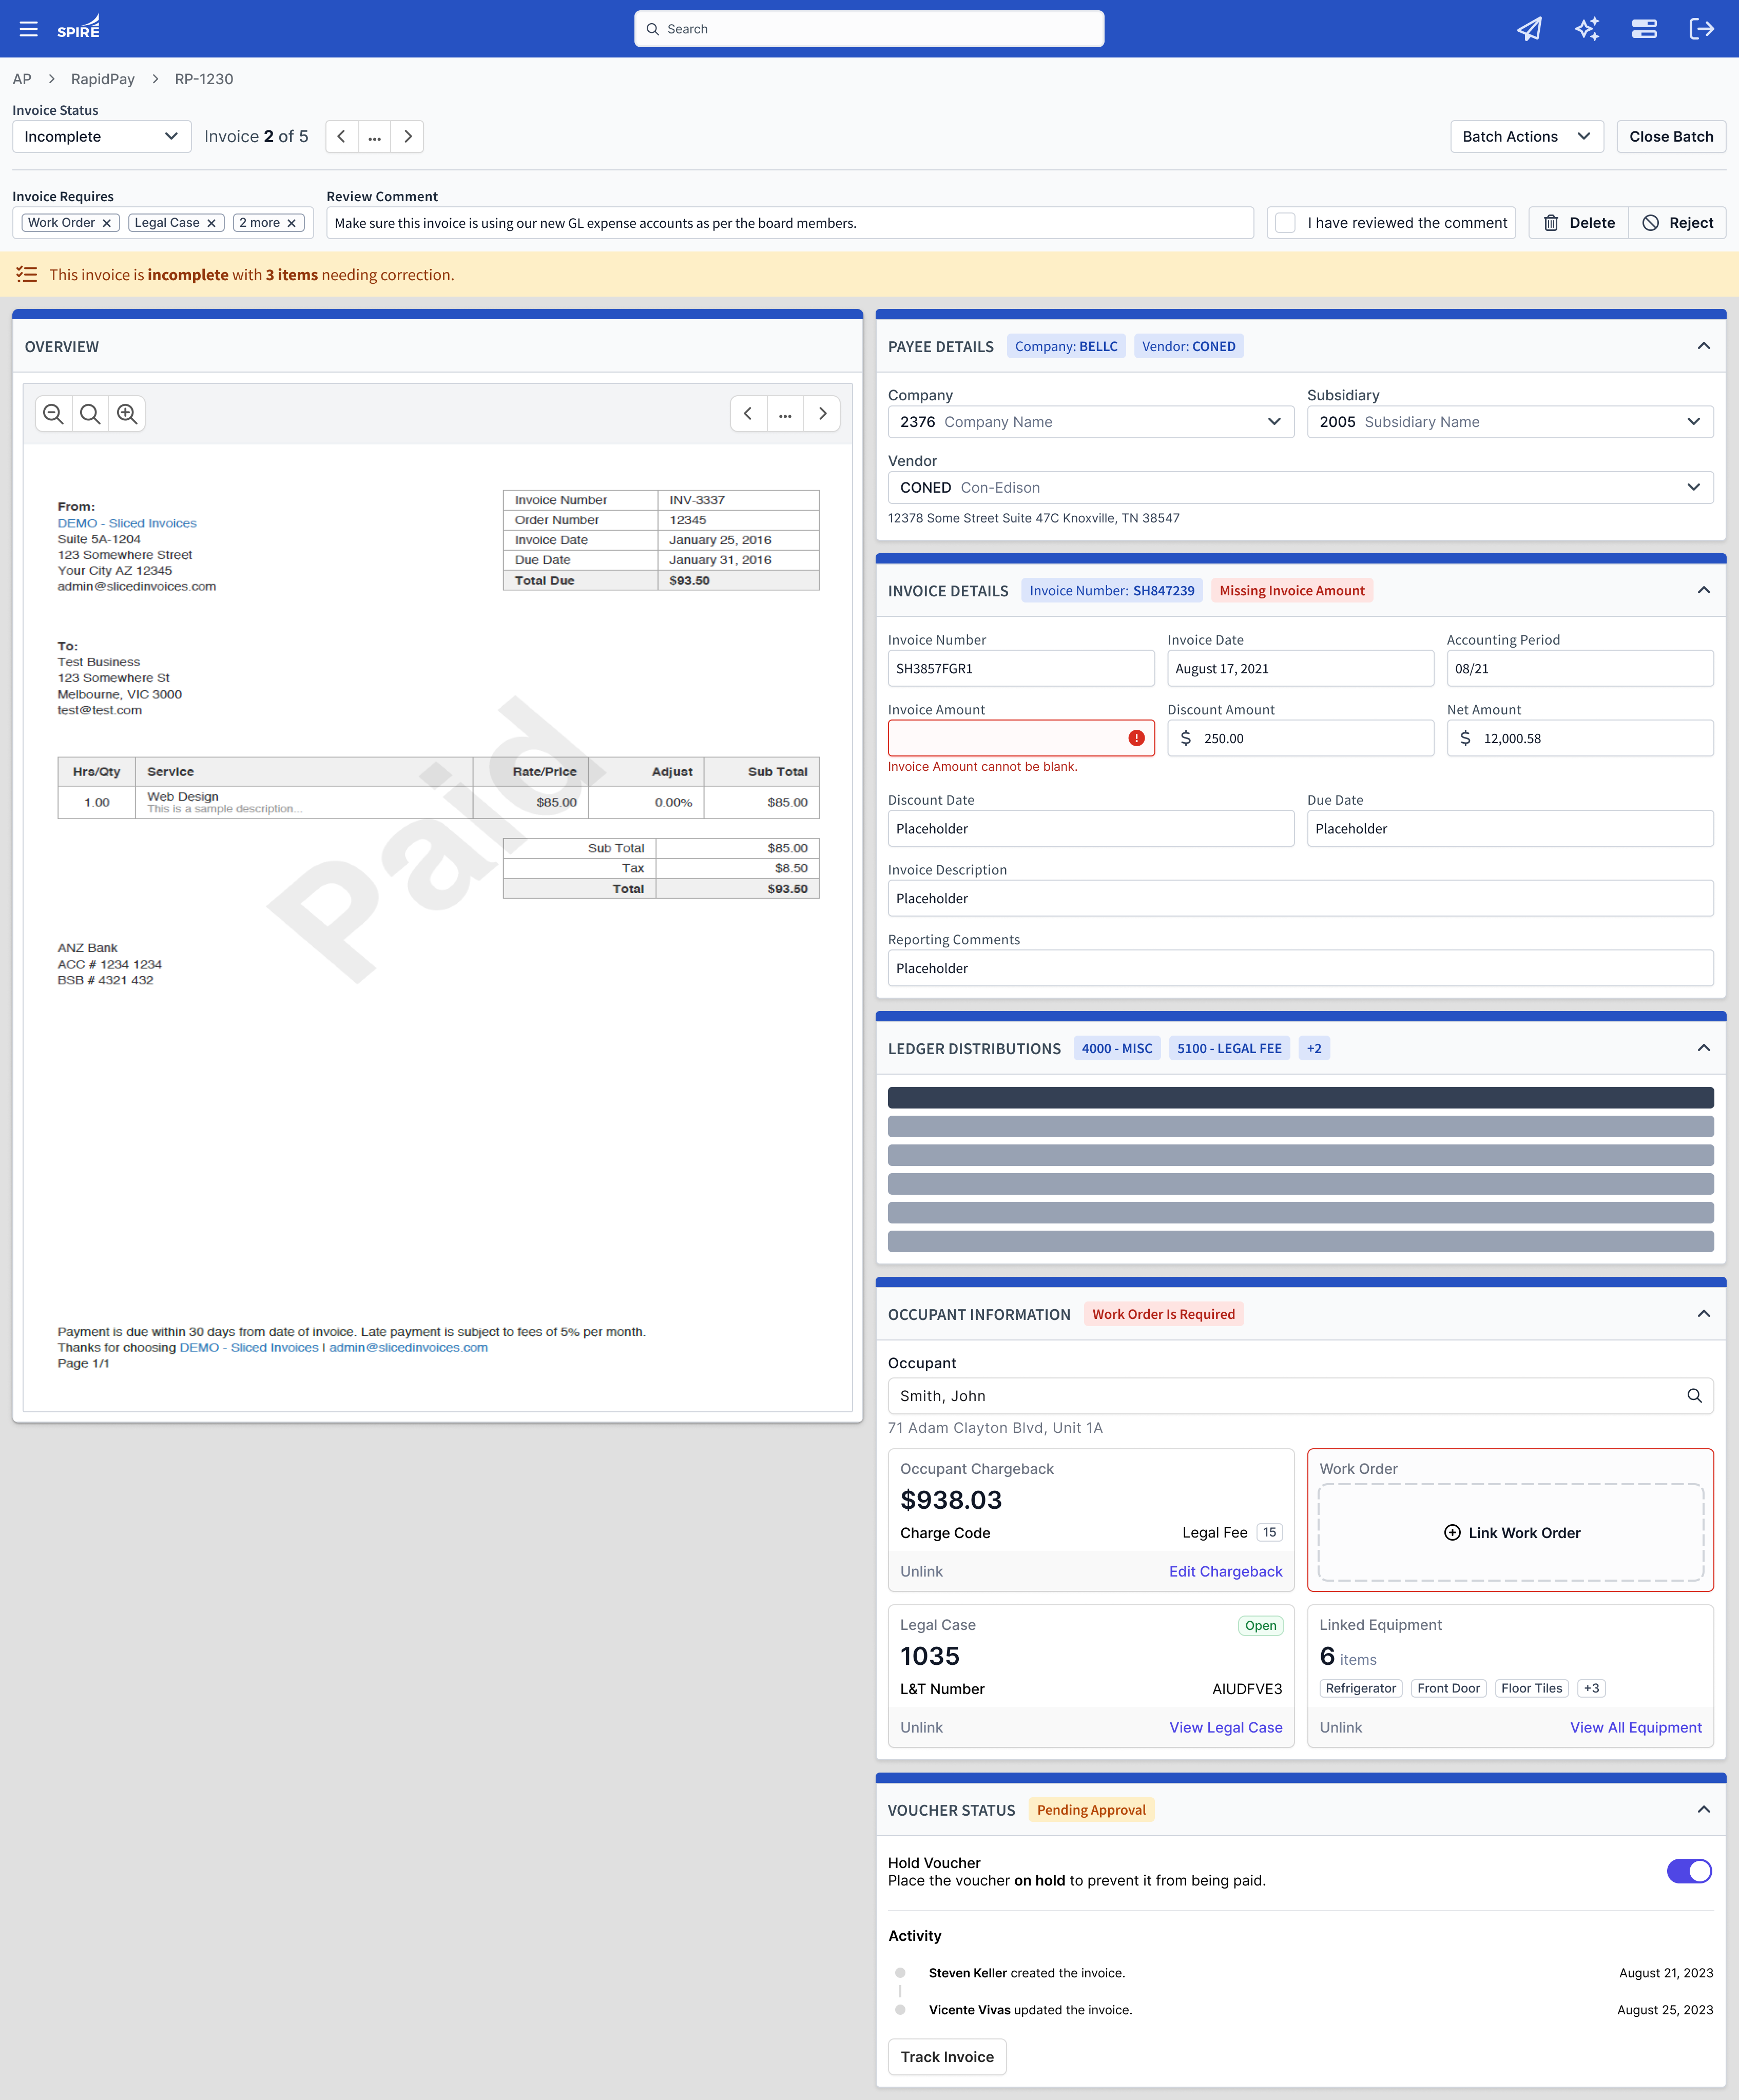 SPIRE
Search
AP > RapidPay > RP-1230
Invoice Status
Incomplete
Invoice 2 of 5
...
Batch Actions
Close Batch
Invoice Requires
Work Order
Legal Case
2 more
Review Comment
Make sure this invoice is using our new GL expense accounts as per the board members.
I have reviewed the comment
Delete
Reject
This invoice is incomplete with 3 items needing correction.
OVERVIEW
...
From:
DEMO - Sliced Invoices
Suite 5A-1204
123 Somewhere Street
Your City AZ 12345
admin@slicedinvoices.com
Invoice Number INV-3337
Order Number 12345
Invoice Date January 25, 2016
Due Date January 31, 2016
Total Due $93.50
To:
Test Business
123 Somewhere St
Melbourne, VIC 3000
test@test.com
Paid
Hrs/Qty Service Rate/Price Adjust Sub Total
1.00 Web Design $85.00 0.00% $85.00
This is a sample description...
Sub Total $85.00
Tax $8.50
Total $93.50
ANZ Bank
ACC # 1234 1234
BSB # 4321 432
Payment is due within 30 days from date of invoice. Late payment is subject to fees of 5% per month.
Thanks for choosing DEMO - Sliced Invoices | admin@slicedinvoices.com
Page 1/1
PAYEE DETAILS Company: BELLC Vendor: CONED
Company
2376 Company Name
Subsidiary
2005 Subsidiary Name
Vendor
CONED Con-Edison
12378 Some Street Suite 47C Knoxville, TN 38547
INVOICE DETAILS Invoice Number: SH847239 Missing Invoice Amount
Invoice Number
SH3857FGR1
Invoice Date
August 17, 2021
Accounting Period
08/21
Invoice Amount
Invoice Amount cannot be blank.
Discount Amount
$ 250.00
Net Amount
$ 12,000.58
Discount Date
Placeholder
Due Date
Placeholder
Invoice Description
Placeholder
Reporting Comments
Placeholder
LEDGER DISTRIBUTIONS 4000 - MISC 5100 - LEGAL FEE +2
OCCUPANT INFORMATION Work Order Is Required
Occupant
Smith, John
71 Adam Clayton Blvd, Unit 1A
Occupant Chargeback
$938.03
Charge Code Legal Fee 15
Unlink Edit Chargeback
Work Order
Link Work Order
Legal Case Open
1035
L&T Number AIUDFVE3
Unlink View Legal Case
Linked Equipment
6 items
Refrigerator Front Door Floor Tiles +3
Unlink View All Equipment
VOUCHER STATUS Pending Approval
Hold Voucher
Place the voucher on hold to prevent it from being paid.
Activity
Steven Keller created the invoice. August 21, 2023
Vicente Vivas updated the invoice. August 25, 2023
Track Invoice